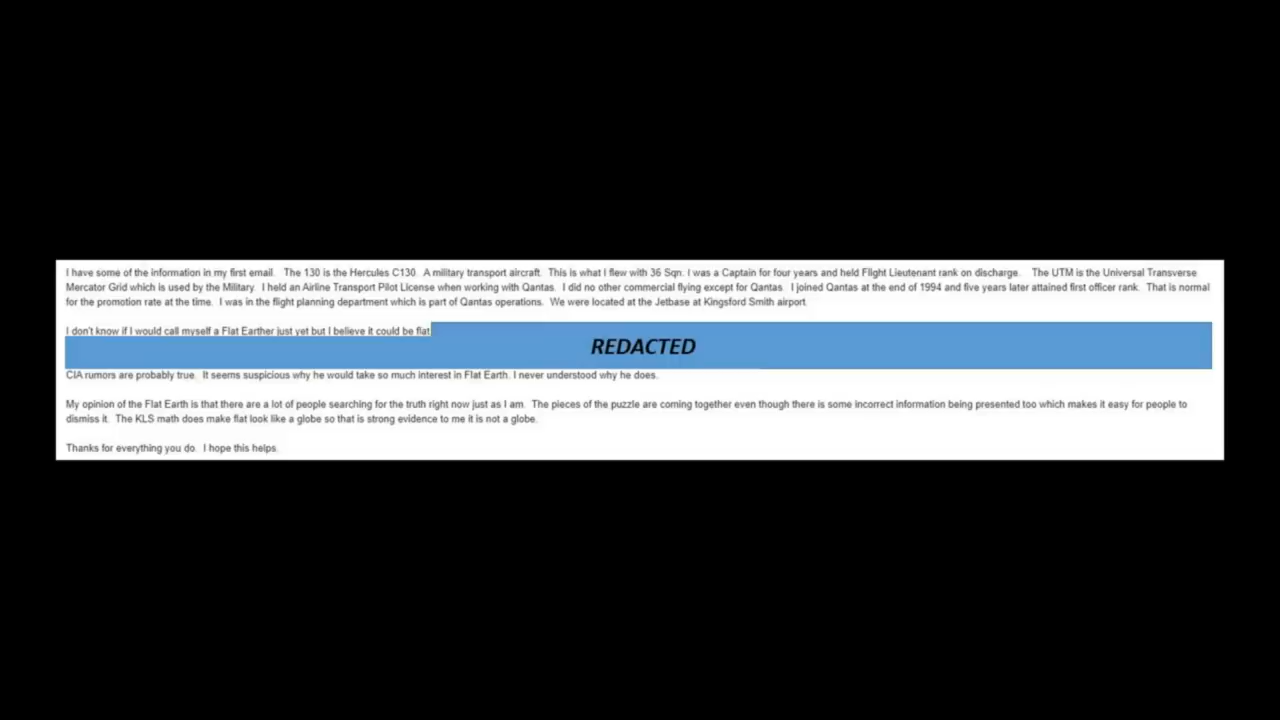 I have some of the information in my first email.  The 130 is the Hercules C130.  A military transport aircraft.  This is what I flew with 36 Sqn. I was a Captain for four years and held Flight Lieutenant rank on discharge.   The UTM is the Universal Transverse
Mercator Grid which is used by the Military.  I held an Airline Transport Pilot License when working with Qantas.  I did no other commercial flying except for Qantas.  I joined Qantas at the end of 1994 and five years later attained first officer rank.  That is normal
for the promotion rate at the time.  I was in the flight planning department which is part of Qantas operations.  We were located at the Jetbase at Kingsford Smith airport.
I don't know if I would call myself a Flat Earther just yet but I believe it could be flat.
REDACTED
CIA rumors are probably true.  It seems suspicious why he would take so much interest in Flat Earth. I never understood why he does.
My opinion of the Flat Earth is that there are a lot of people searching for the truth right now just as I am.  The pieces of the puzzle are coming together even though there is some incorrect information being presented too which makes it easy for people to
dismiss it.  The KLS math does make flat look like a globe so that is strong evidence to me it is not a globe.
Thanks for everything you do.  I hope this helps.